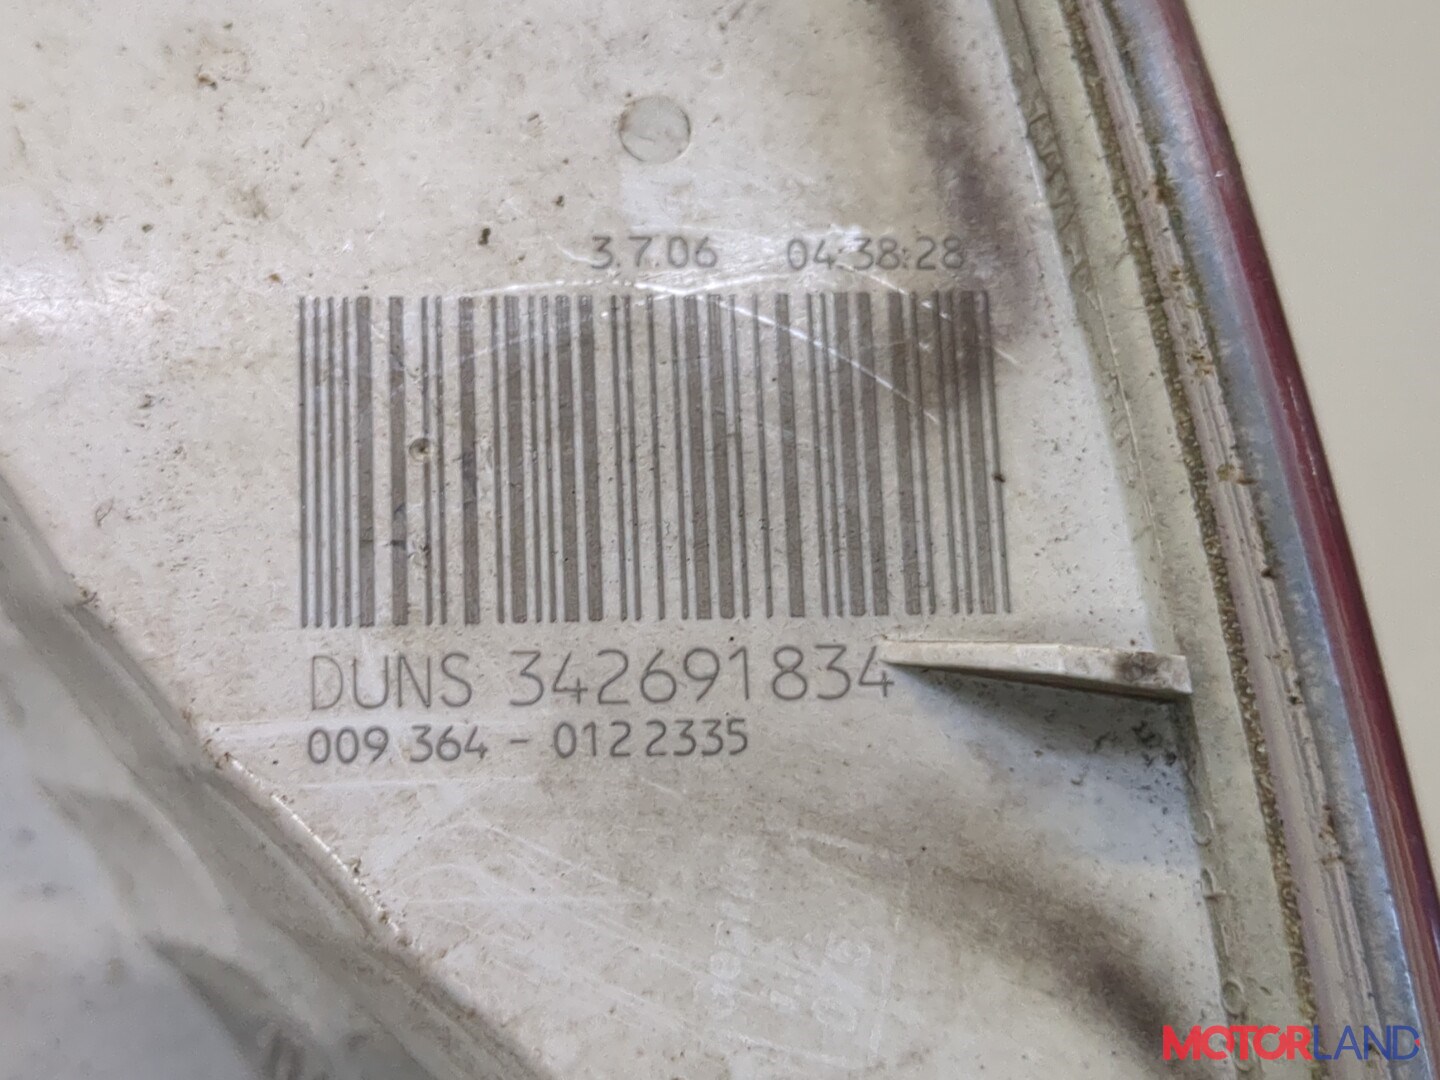 3.7.06 04:38:28
DUNS 342691834
009 364 - 0122335
MOTORLAND